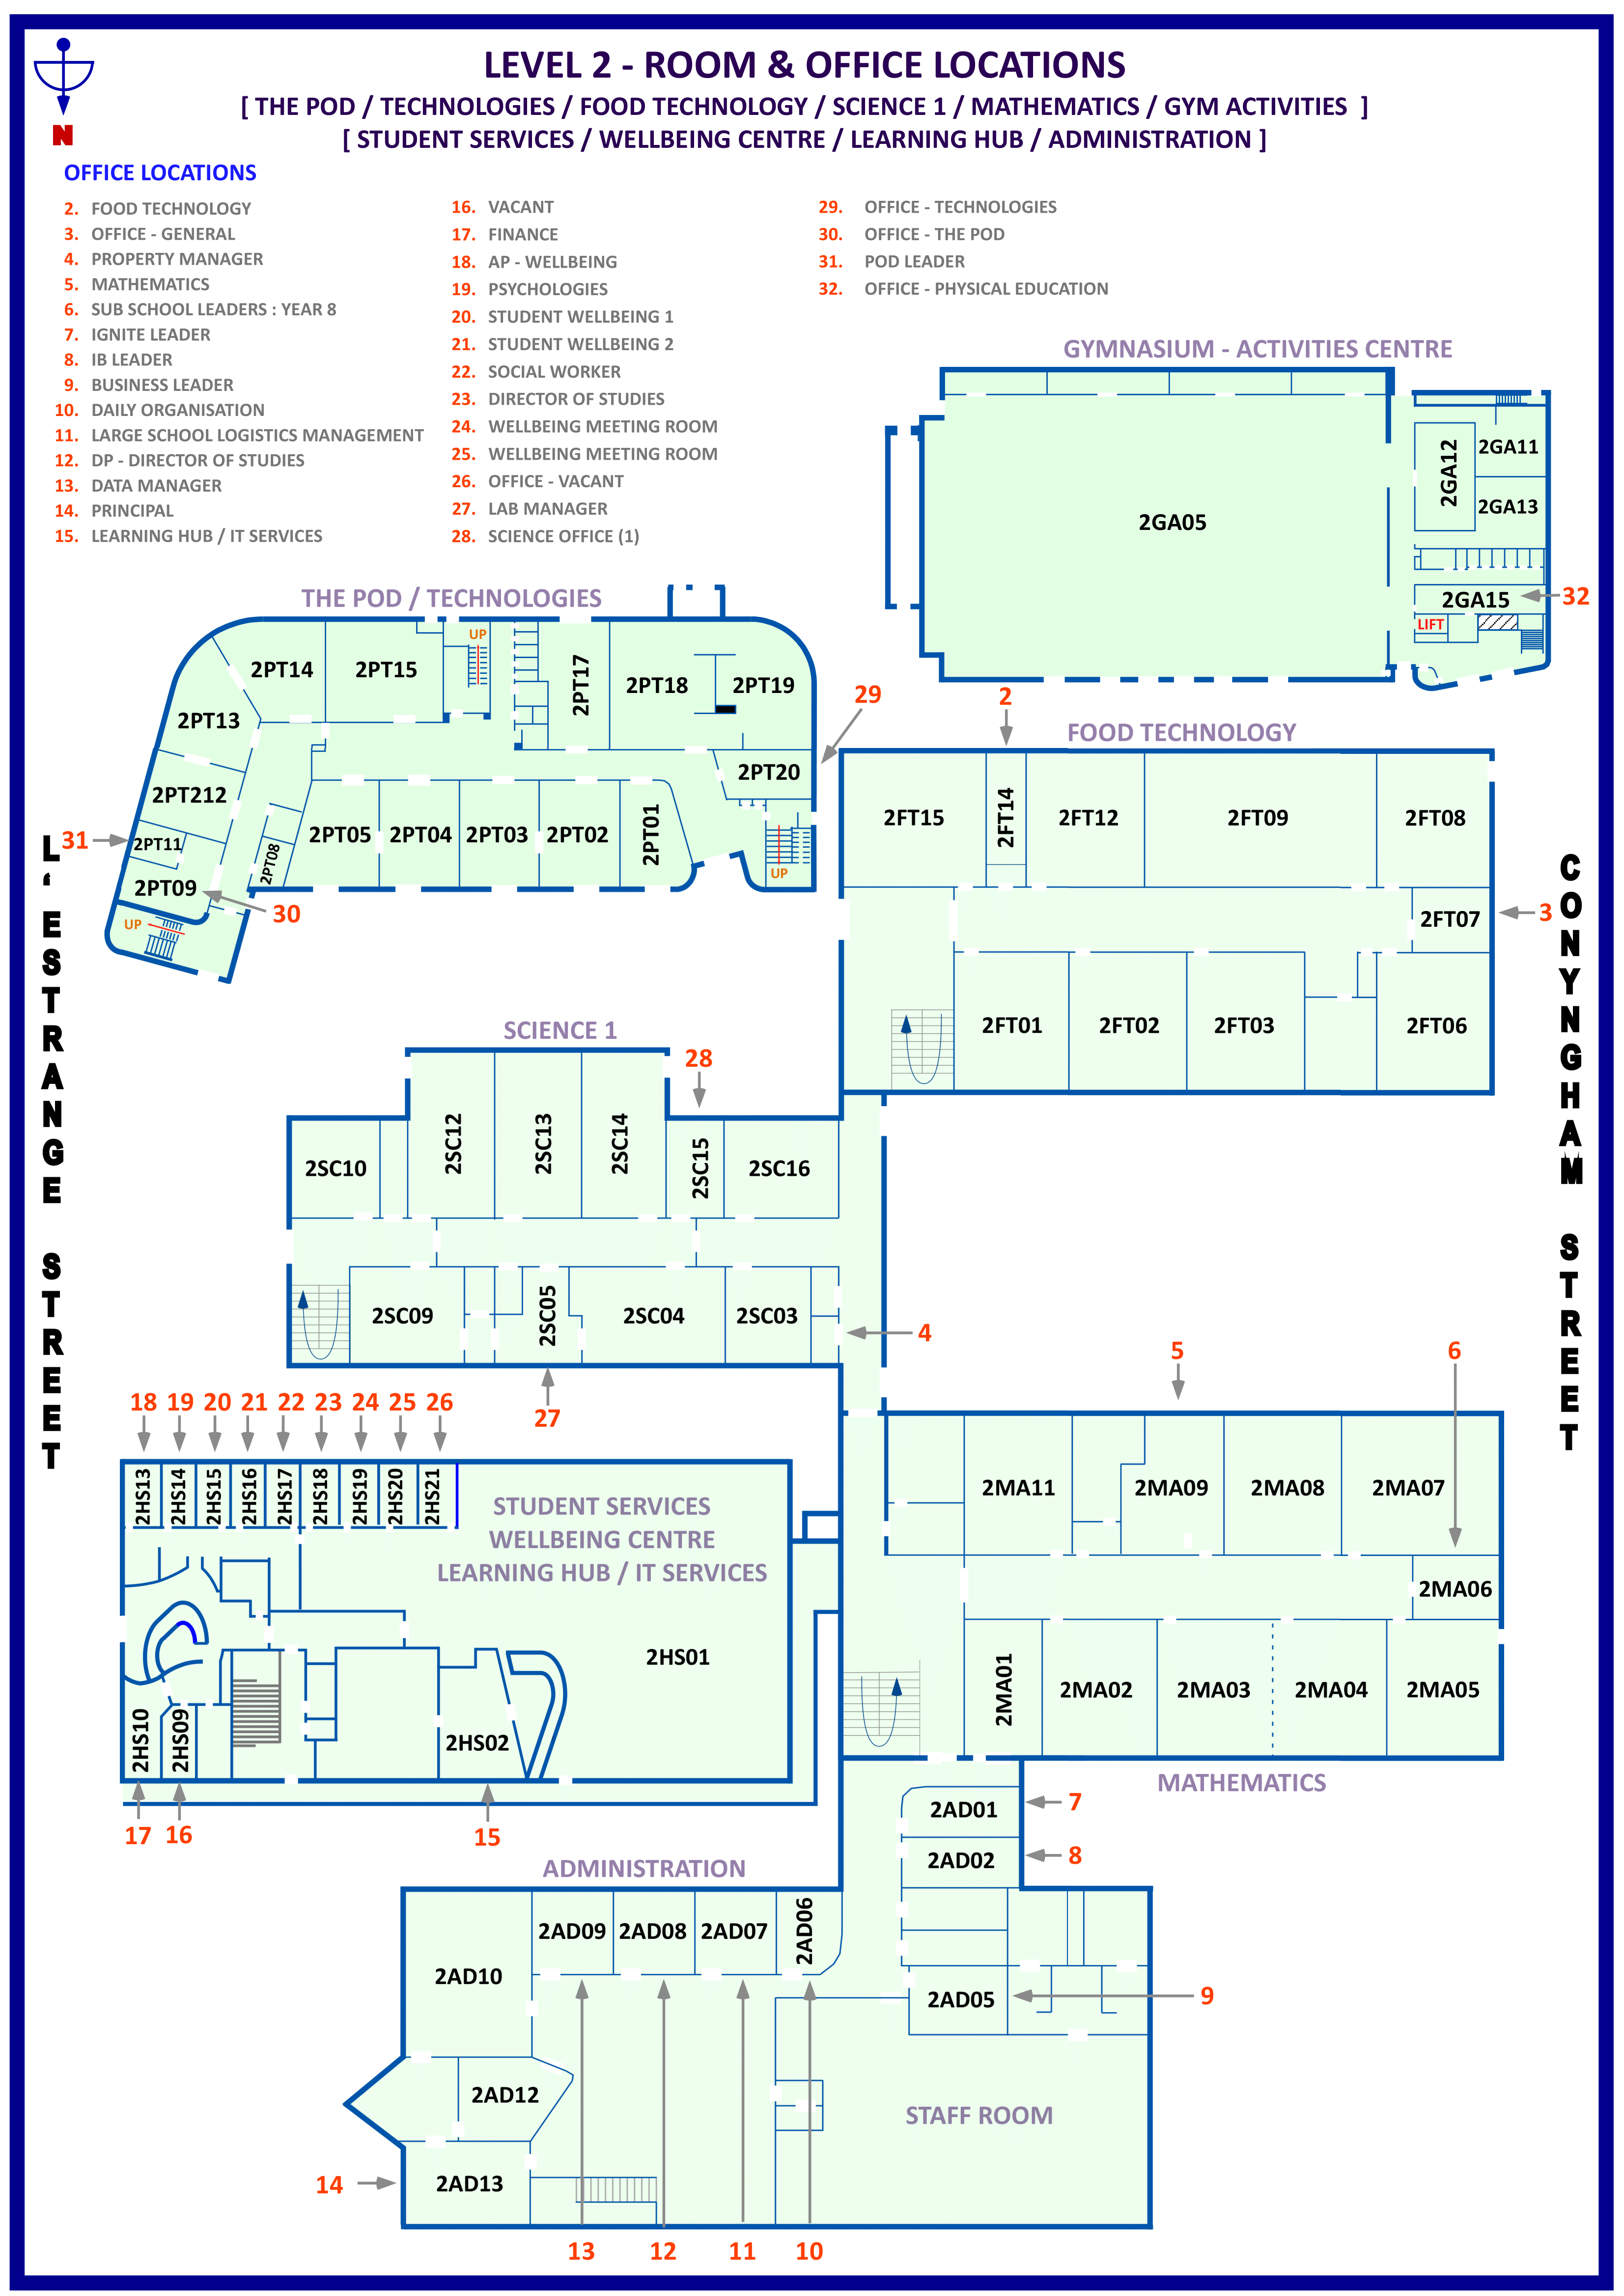 LEVEL 2 - ROOM & OFFICE LOCATIONS
[ THE POD / TECHNOLOGIES / FOOD TECHNOLOGY / SCIENCE 1 / MATHEMATICS / GYM ACTIVITIES ]
[ STUDENT SERVICES / WELLBEING CENTRE / LEARNING HUB / ADMINISTRATION ]
N
OFFICE LOCATIONS
2. FOOD TECHNOLOGY
3. OFFICE - GENERAL
4. PROPERTY MANAGER
5. MATHEMATICS
6. SUB SCHOOL LEADERS : YEAR 8
7. IGNITE LEADER
8. IB LEADER
9. BUSINESS LEADER
10. DAILY ORGANISATION
11. LARGE SCHOOL LOGISTICS MANAGEMENT
12. DP - DIRECTOR OF STUDIES
13. DATA MANAGER
14. PRINCIPAL
15. LEARNING HUB / IT SERVICES
16. VACANT
17. FINANCE
18. AP - WELLBEING
19. PSYCHOLOGIES
20. STUDENT WELLBEING 1
21. STUDENT WELLBEING 2
22. SOCIAL WORKER
23. DIRECTOR OF STUDIES
24. WELLBEING MEETING ROOM
25. WELLBEING MEETING ROOM
26. OFFICE - VACANT
27. LAB MANAGER
28. SCIENCE OFFICE (1)
29. OFFICE - TECHNOLOGIES
30. OFFICE - THE POD
31. POD LEADER
32. OFFICE - PHYSICAL EDUCATION
GYMNASIUM - ACTIVITIES CENTRE
2GA05
2GA12
2GA11
2GA13
2GA15
32
LIFT
THE POD / TECHNOLOGIES
2PT14
2PT15
UP
2PT17
2PT18
2PT19
2PT13
2PT20
2PT212
2PT11
2PT09
2PT08
2PT05
2PT04
2PT03
2PT02
2PT01
UP
UP
29
30
31
L'ESTRANGE STREET
CONYNGHAM STREET
2
FOOD TECHNOLOGY
2FT15
2FT14
2FT12
2FT09
2FT08
2FT07
3
2FT01
2FT02
2FT03
2FT06
SCIENCE 1
28
2SC10
2SC12
2SC13
2SC14
2SC15
2SC16
2SC09
2SC05
2SC04
2SC03
4
27
5
6
2MA11
2MA09
2MA08
2MA07
2MA06
2MA01
2MA02
2MA03
2MA04
2MA05
MATHEMATICS
18
19
20
21
22
23
24
25
26
2HS13
2HS14
2HS15
2HS16
2HS17
2HS18
2HS19
2HS20
2HS21
STUDENT SERVICES
WELLBEING CENTRE
LEARNING HUB / IT SERVICES
2HS01
2HS10
2HS09
2HS02
17
16
15
ADMINISTRATION
2AD01
7
2AD02
8
2AD09
2AD08
2AD07
2AD06
2AD10
2AD05
9
2AD12
STAFF ROOM
14
2AD13
13
12
11
10